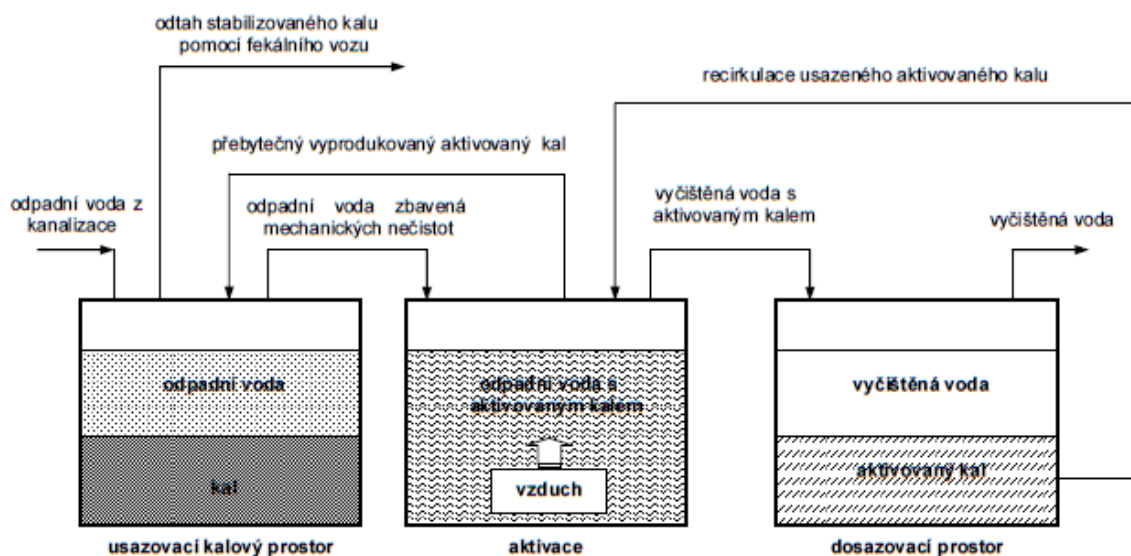 odtah stabilizovaného kalu
pomocí fekálního vozu
recirkulace usazeného aktivovaného kalu
přebytečný vyprodukovaný aktivovaný kal
odpadní voda z
kanalizace
odpadní voda zbavená
mechanických nečistot
vyčištěná voda s
aktivovaným kalem
vyčištěná voda
odpadní voda
odpadní voda s
aktivovaným kalem
vyčištěná voda
kal
vzduch
aktivovaný kal
usazovací kalový prostor
aktivace
dosazovací prostor